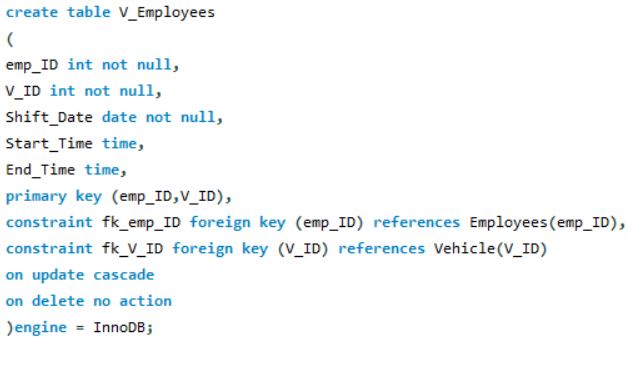 create table V_Employees
(
emp_ID int not null,
V_ID int not null,
Shift_Date date not null,
Start_Time time,
End_Time time,
primary key (emp_ID,V_ID),
constraint fk_emp_ID foreign key (emp_ID) references Employees(emp_ID),
constraint fk_V_ID foreign key (V_ID) references Vehicle(V_ID)
on update cascade
on delete no action
)engine = InnoDB;